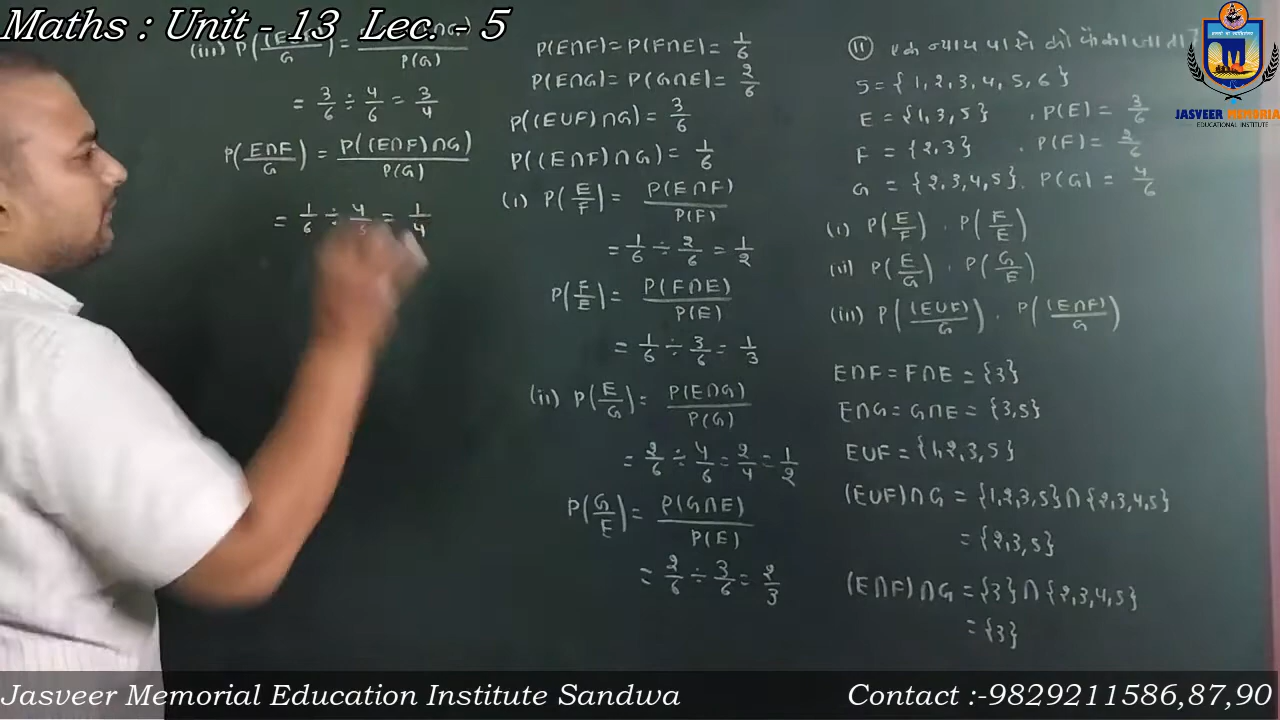 Maths : Unit - 13 Lec. - 5
JASVEER MEMORIA
EDUCATIONAL INSTITUTE
(11) एक न्याय पासे को फेंका जाता
S = { 1, 2, 3, 4, 5, 6 }
E = {1, 3, 5} , P(E) = 3/6
F = {2, 3} , P(F) = 2/6
G = {2, 3, 4, 5}, P(G) = 4/6
(i) P(E/F) , P(F/E)
(ii) P(E/G) , P(G/E)
(iii) P((E∪F)/G) , P((E∩F)/G)
E∩F = F∩E = {3}
E∩G = G∩E = {3,5}
E∪F = {1,2,3,5}
(E∪F)∩G = {1,2,3,5}∩{2,3,4,5}
= {2,3,5}
(E∩F)∩G = {3}∩{2,3,4,5}
= {3}
P(E∩F) = P(F∩E) = 1/6
P(E∩G) = P(G∩E) = 2/6
P((E∪F)∩G) = 3/6
P((E∩F)∩G) = 1/6
(i) P(E/F) = P(E∩F)/P(F)
= 1/6 ÷ 2/6 = 1/2
P(F/E) = P(F∩E)/P(E)
= 1/6 ÷ 3/6 = 1/3
(ii) P(E/G) = P(E∩G)/P(G)
= 2/6 ÷ 4/6 = 2/4 = 1/2
P(G/E) = P(G∩E)/P(E)
= 2/6 ÷ 3/6 = 2/3
(iii) P( /G) = /P(G)
= 3/6 ÷ 4/6 = 3/4
P(E∩F/G) = P((E∩F)∩G)/P(G)
= 1/6 ÷ 4/ = 1/4
Jasveer Memorial Education Institute Sandwa
Contact :-9829211586,87,90